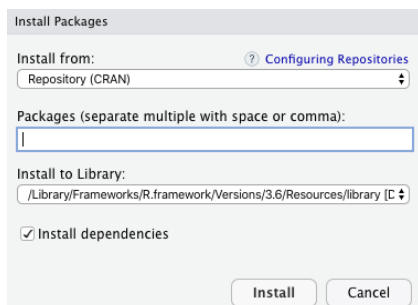 Install Packages
Install from:
? Configuring Repositories
Repository (CRAN)
Packages (separate multiple with space or comma):
Install to Library:
/Library/Frameworks/R.framework/Versions/3.6/Resources/library [D
Install dependencies
Install Cancel